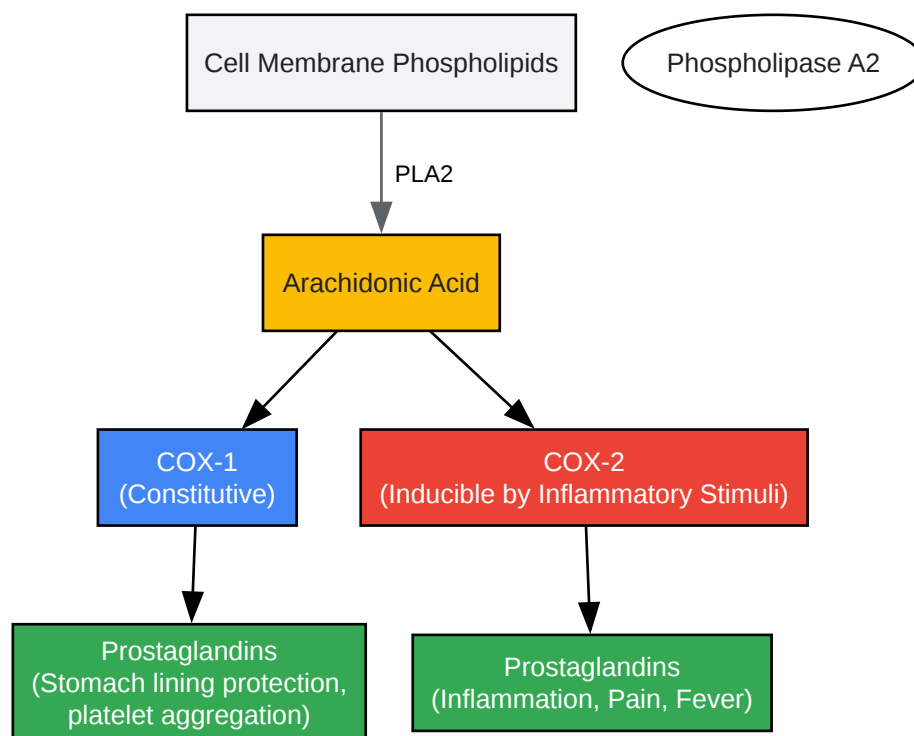 Cell Membrane Phospholipids
Phospholipase A2
PLA2
Arachidonic Acid
COX-1
(Constitutive)
COX-2
(Inducible by Inflammatory Stimuli)
Prostaglandins
(Stomach lining protection,
platelet aggregation)
Prostaglandins
(Inflammation, Pain, Fever)